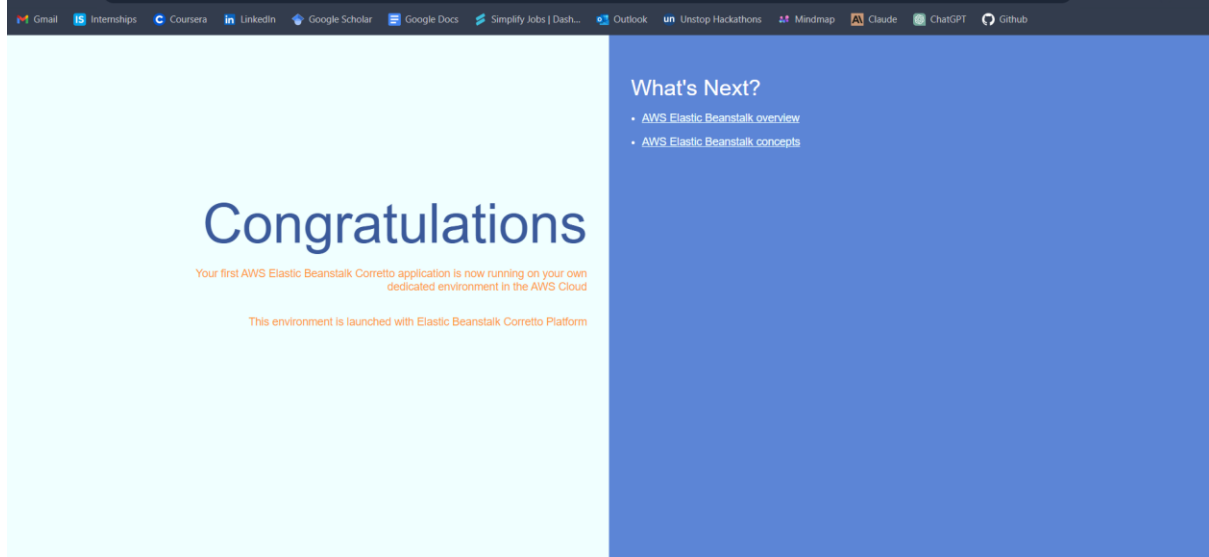 Gmail
IS Internships
C Coursera
in LinkedIn
Google Scholar
Google Docs
Simplify Jobs | Dash...
Outlook
un Unstop Hackathons
Mindmap
A\ Claude
ChatGPT
Github
Congratulations
Your first AWS Elastic Beanstalk Corretto application is now running on your own
dedicated environment in the AWS Cloud
This environment is launched with Elastic Beanstalk Corretto Platform
What's Next?
• AWS Elastic Beanstalk overview
• AWS Elastic Beanstalk concepts